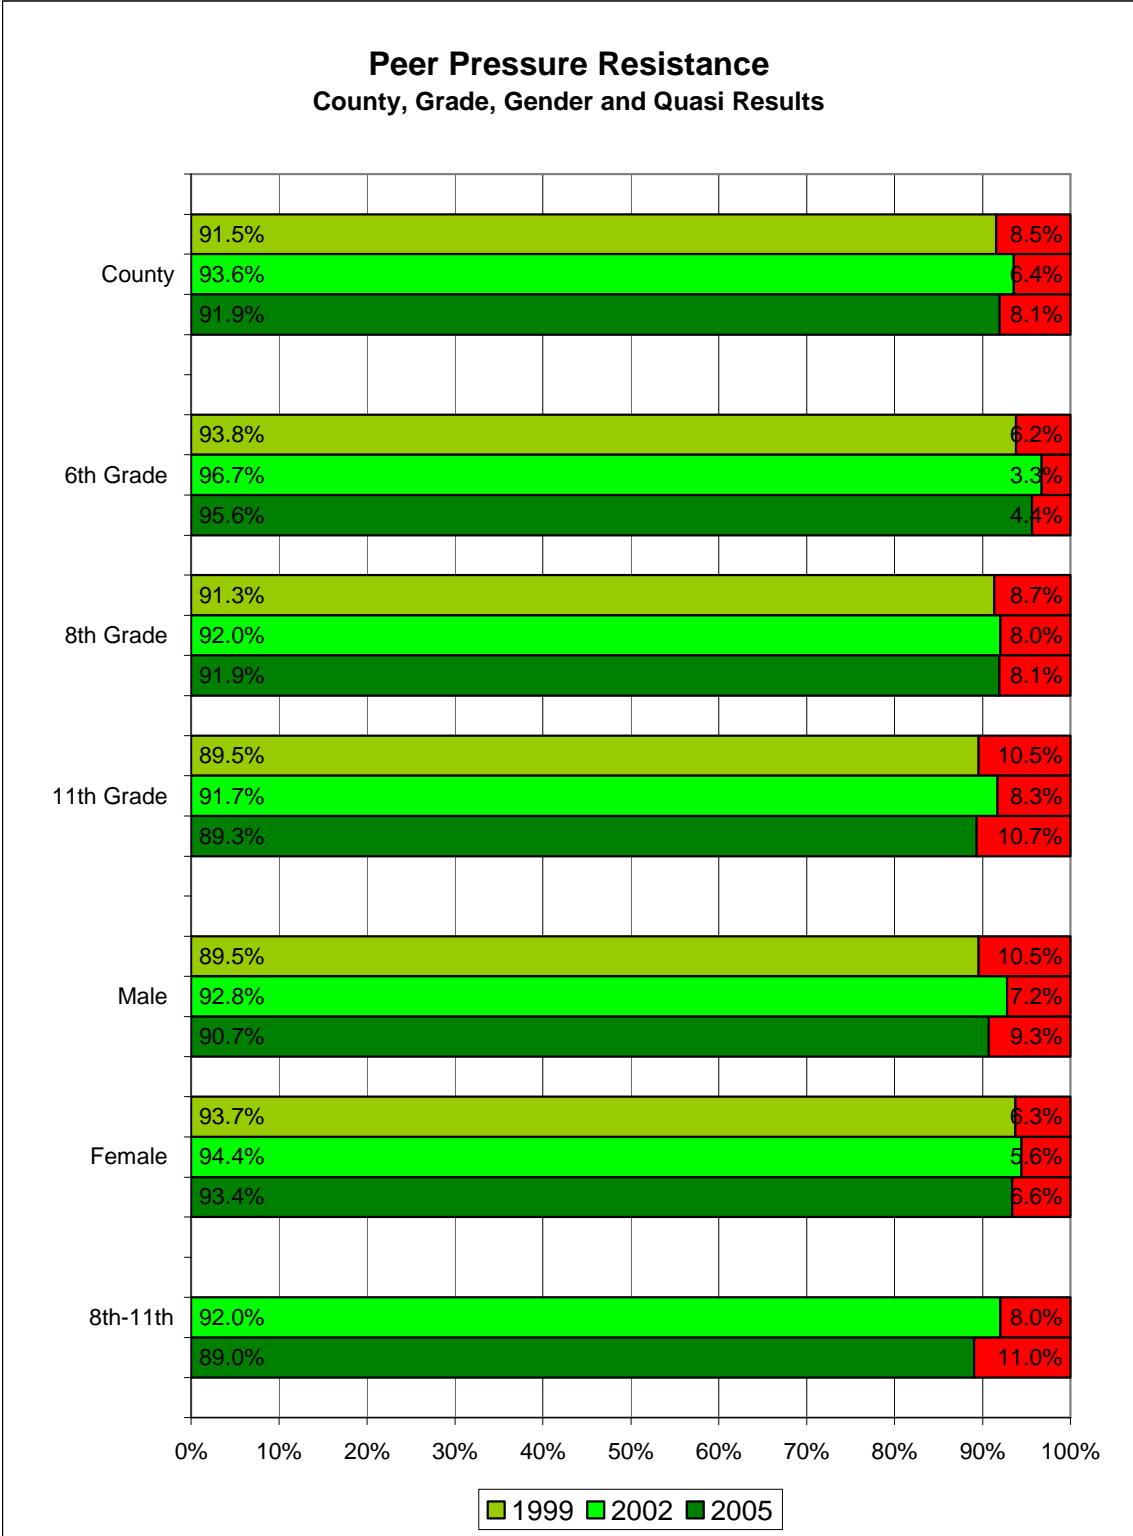 Peer Pressure Resistance
County, Grade, Gender and Quasi Results
91.5% 8.5%
County 93.6% 6.4%
91.9% 8.1%
93.8% 6.2%
6th Grade 96.7% 3.3%
95.6% 4.4%
91.3% 8.7%
8th Grade 92.0% 8.0%
91.9% 8.1%
89.5% 10.5%
11th Grade 91.7% 8.3%
89.3% 10.7%
89.5% 10.5%
Male 92.8% 7.2%
90.7% 9.3%
93.7% 6.3%
Female 94.4% 5.6%
93.4% 6.6%
8th-11th 92.0% 8.0%
89.0% 11.0%
0% 10% 20% 30% 40% 50% 60% 70% 80% 90% 100%
1999 2002 2005